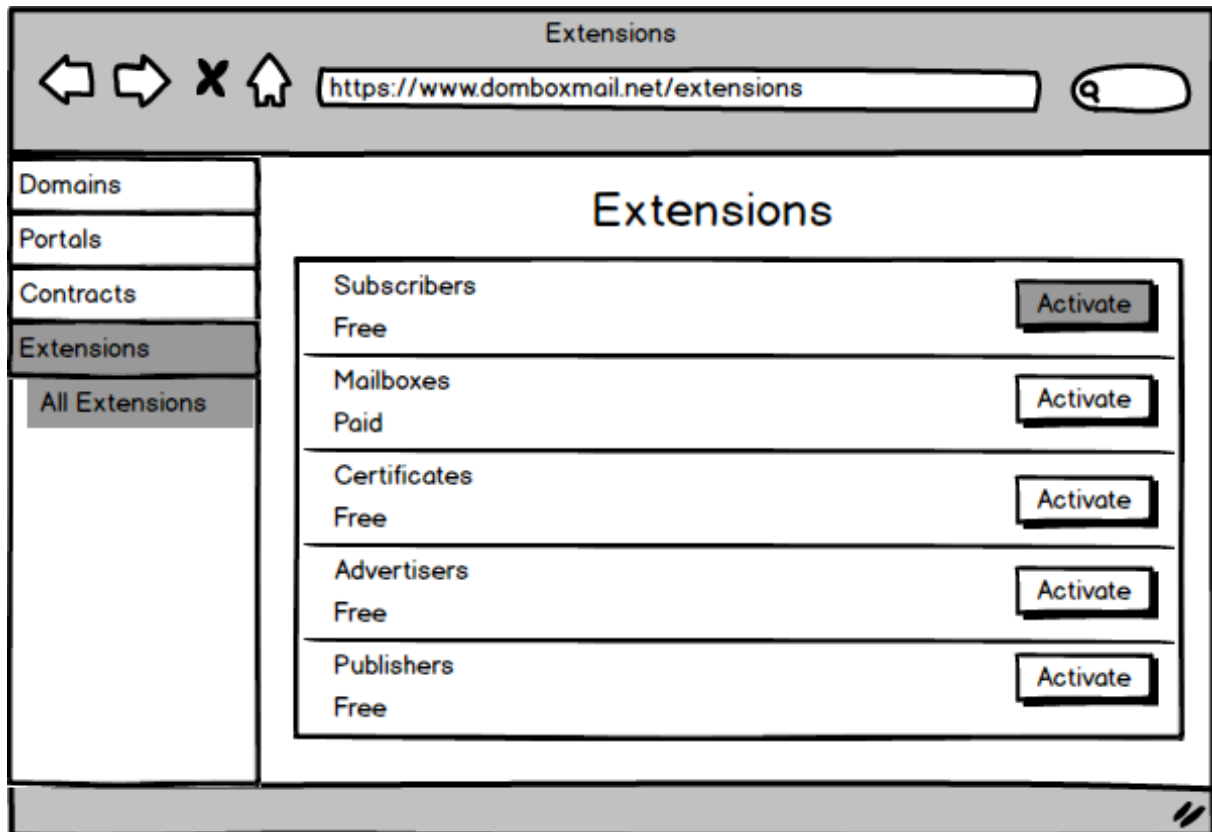 Extensions
https://www.domboxmail.net/extensions
Domains
Portals
Contracts
Extensions
All Extensions
Extensions
Subscribers
Free
Activate
Mailboxes
Paid
Activate
Certificates
Free
Activate
Advertisers
Free
Activate
Publishers
Free
Activate